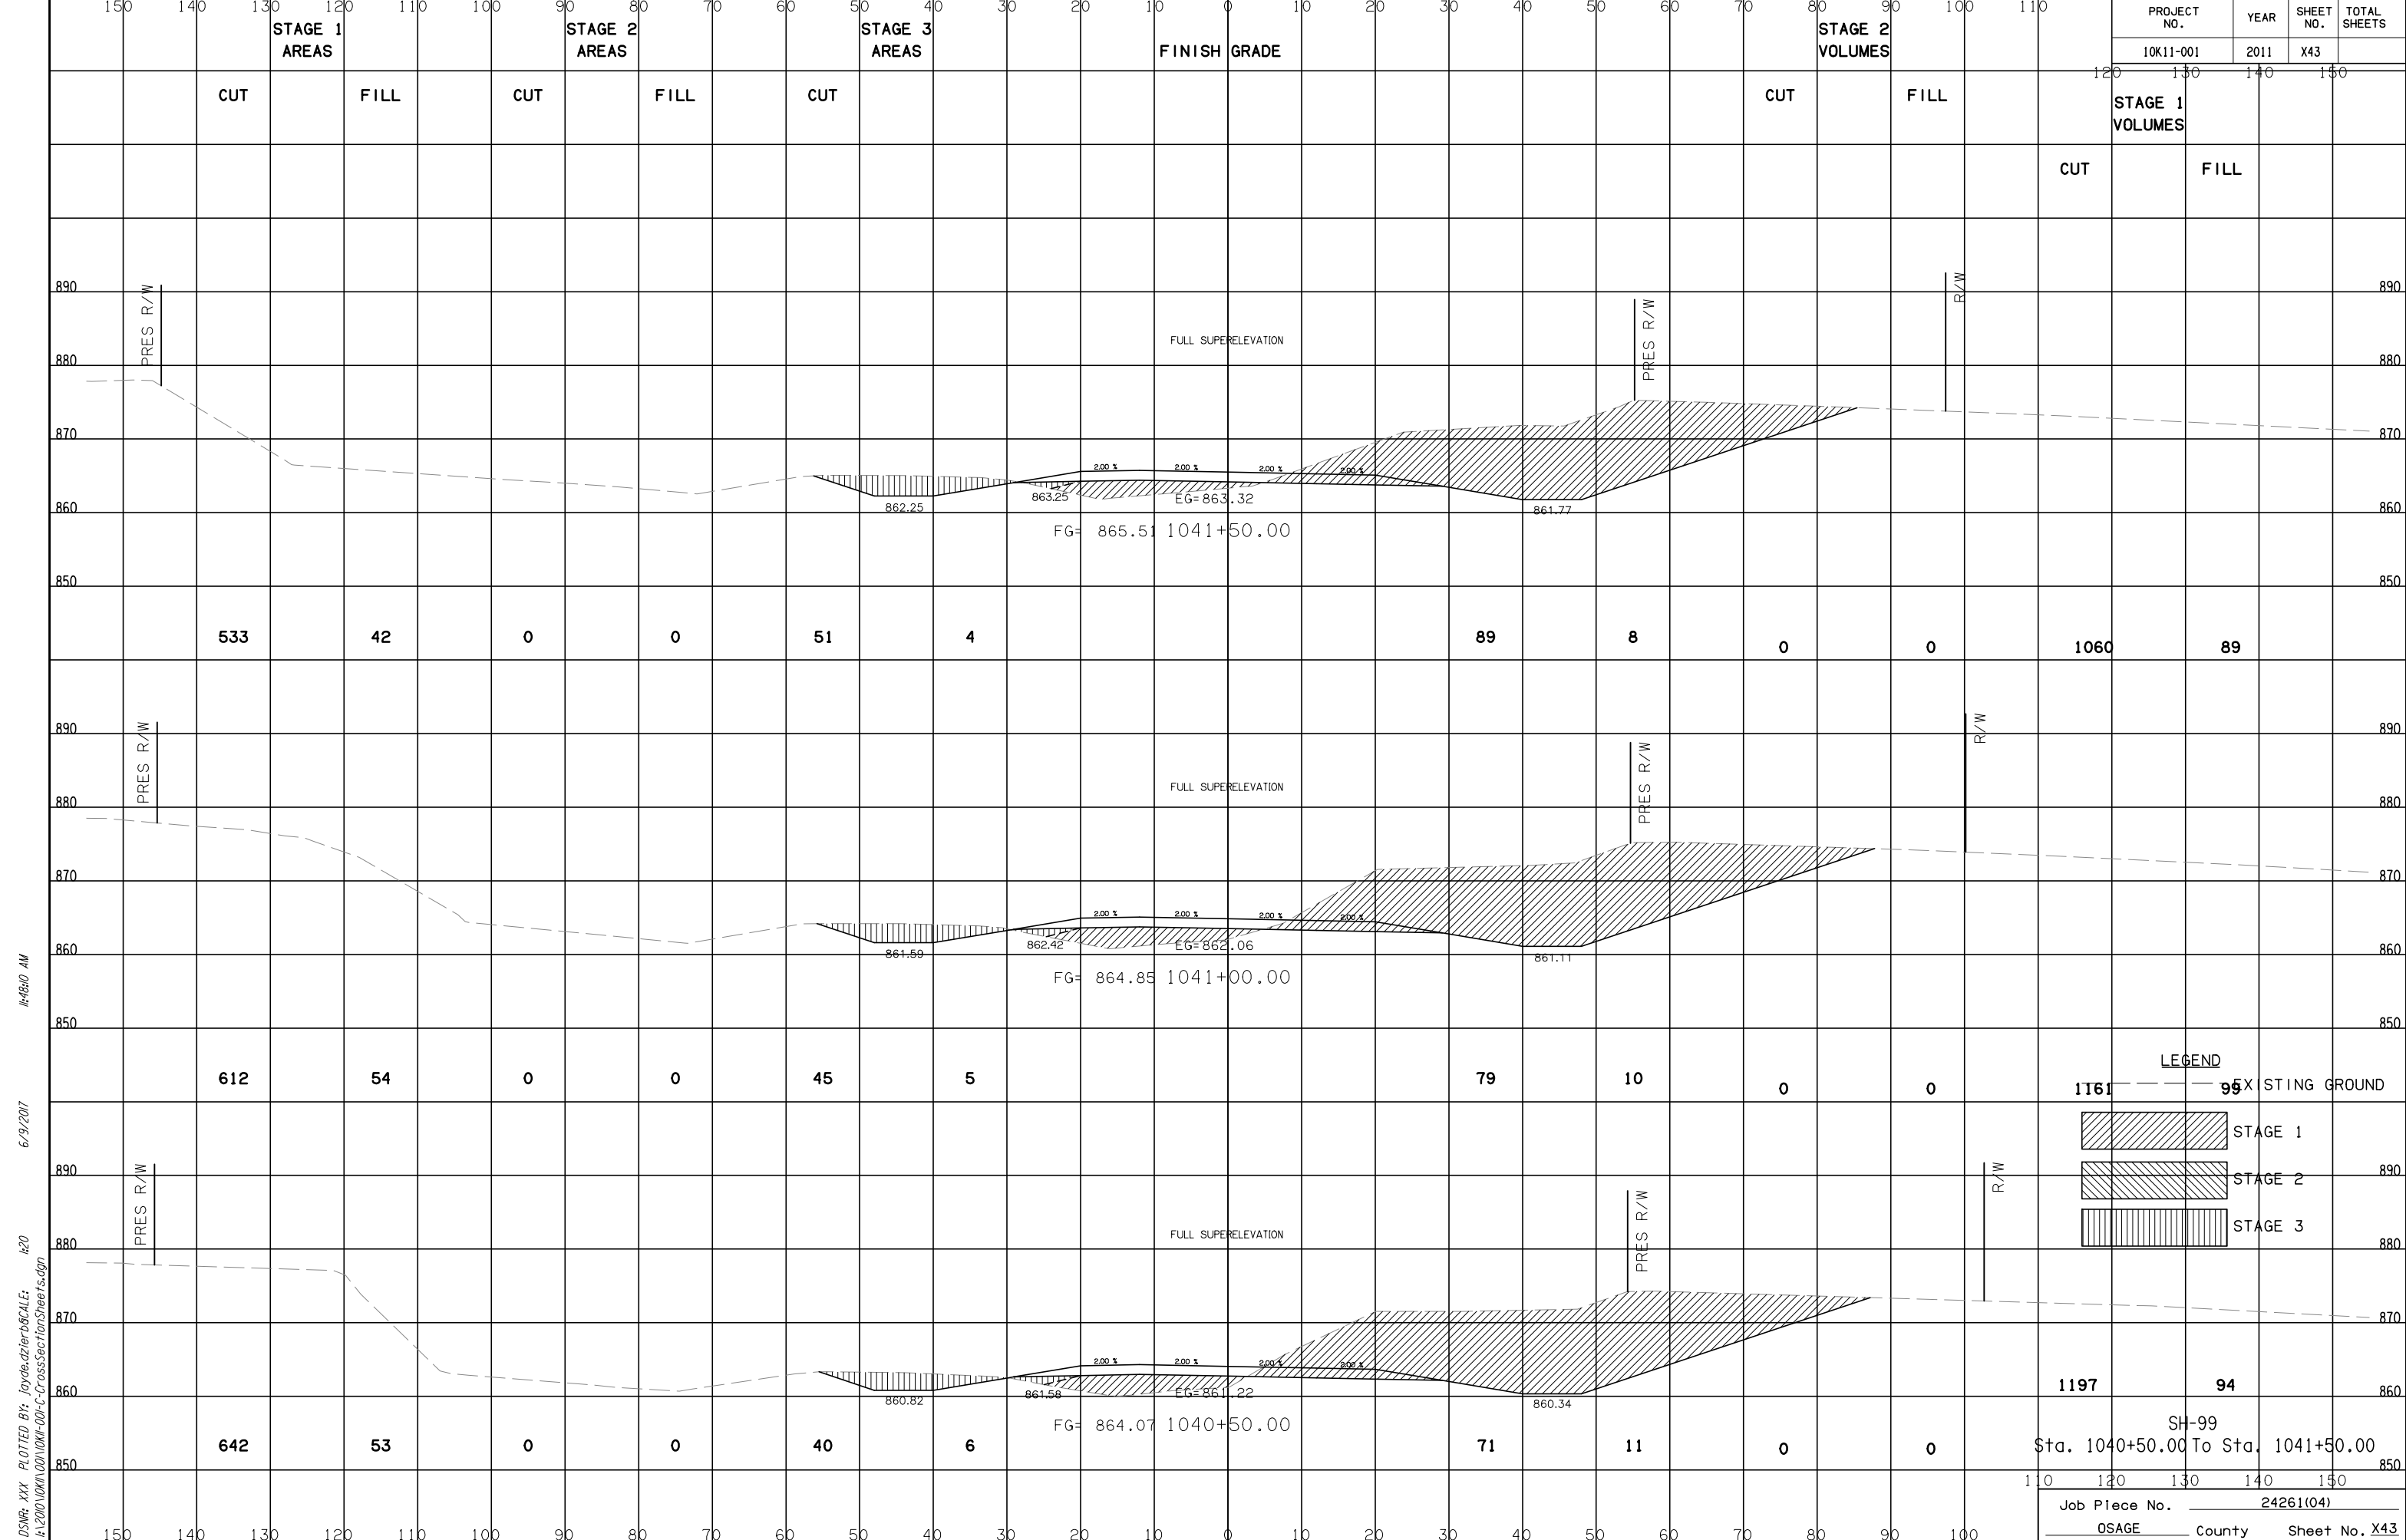 150 140 130 120 110 100 90 80 70 60 50 40 30 20 10 0 10 20 30 40 50 60 70 80 90 100 110
PROJECT NO. YEAR SHEET NO. TOTAL SHEETS
10K11-001 2011 X43
120 130 140 150
STAGE 1 AREAS
STAGE 2 AREAS
STAGE 3 AREAS
FINISH GRADE
STAGE 2 VOLUMES
CUT FILL CUT FILL CUT CUT FILL
STAGE 1 VOLUMES
CUT FILL
890 890
PRES R/W
PRES R/W
R/W
FULL SUPERELEVATION
880 880
870 870
2.00 % 2.00 % 2.00 % 2.00 %
863.25
EG=863.32
862.25
861.77
860 860
FG= 865.51 1041+50.00
850 850
533 42 0 0 51 4 89 8 0 0 1060 89
890 890
PRES R/W
PRES R/W
R/W
FULL SUPERELEVATION
880 880
870 870
2.00 % 2.00 % 2.00 % 2.00 %
862.42
EG=862.06
861.59
861.11
860 860
FG= 864.85 1041+00.00
850 850
612 54 0 0 45 5 79 10 0 0 1161 99
LEGEND
EXISTING GROUND
STAGE 1
STAGE 2
STAGE 3
890 890
PRES R/W
PRES R/W
R/W
FULL SUPERELEVATION
880 880
870 870
2.00 % 2.00 % 2.00 % 2.00 %
861.58
EG=861.22
860.82
860.34
860 860
FG= 864.07 1040+50.00
1197 94
642 53 0 0 40 6 71 11 0 0
850 850
SH-99
Sta. 1040+50.00 To Sta. 1041+50.00
110 120 130 140 150
Job Piece No. 24261(04)
OSAGE County Sheet No. X43
150 140 130 120 110 100 90 80 70 60 50 40 30 20 10 0 10 20 30 40 50 60 70 80 90 100
DSNR: XXX PLOTTED BY: jayde.dzierb SCALE: 1:20 6/9/2017 11:48:10 AM